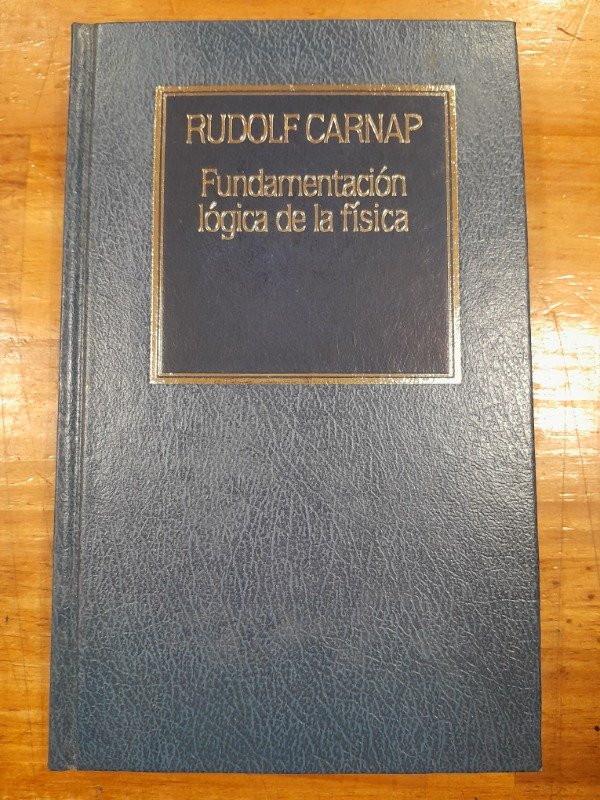 RUDOLF CARNAP
Fundamentación
lógica de la física